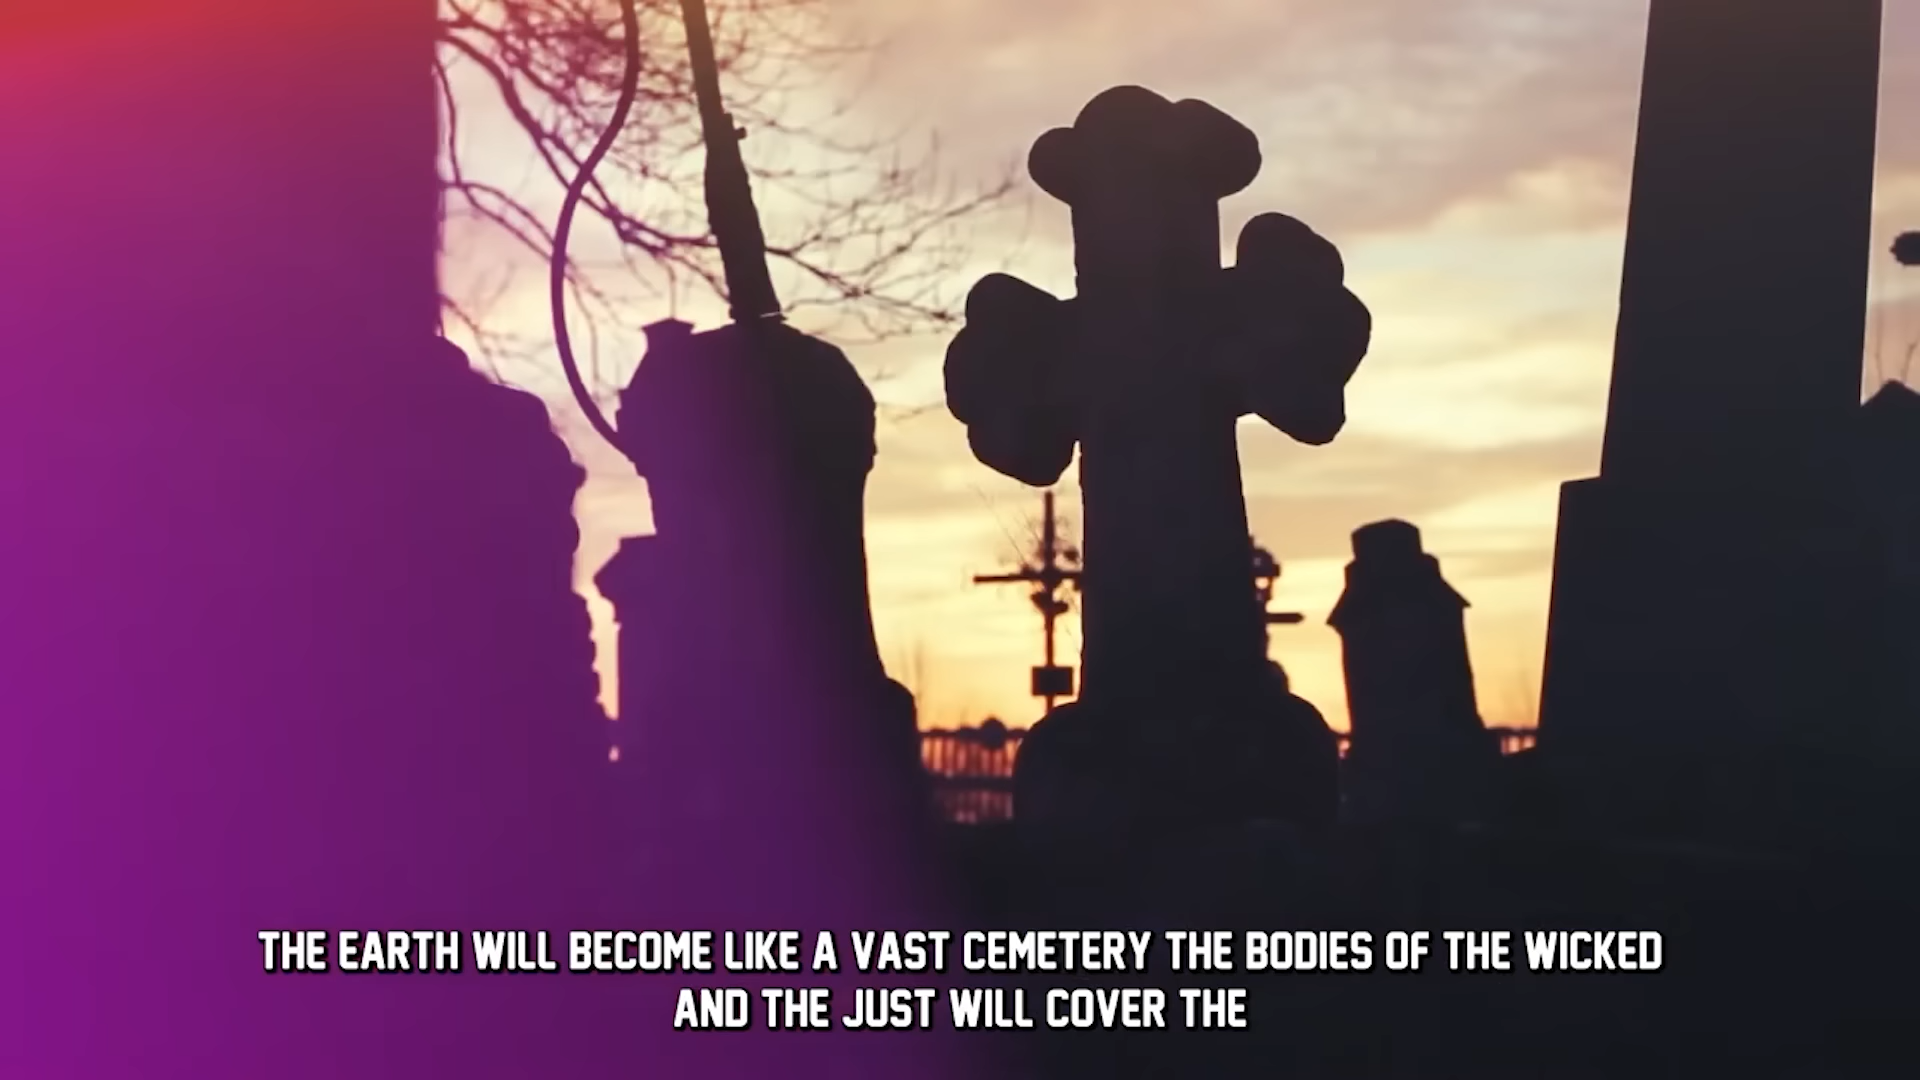 THE EARTH WILL BECOME LIKE A VAST CEMETERY THE BODIES OF THE WICKED
AND THE JUST WILL COVER THE